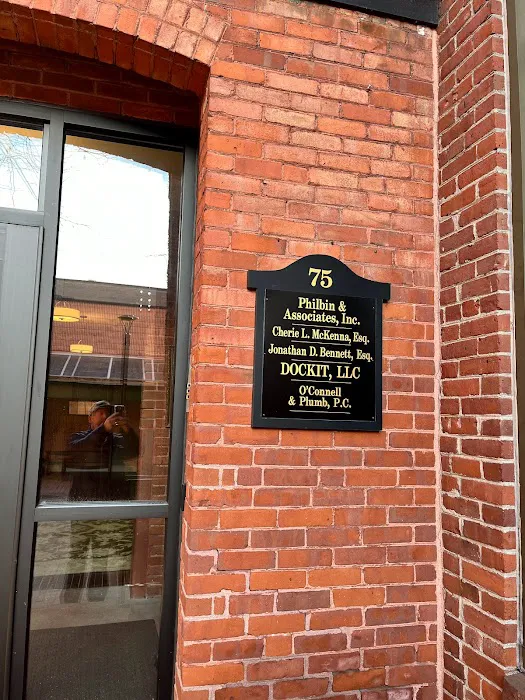 75
Philbin &
Associates, Inc.
Cherie L. McKenna, Esq.
Jonathan D. Bennett, Esq.
DOCKIT, LLC
O'Connell
& Plumb, P.C.